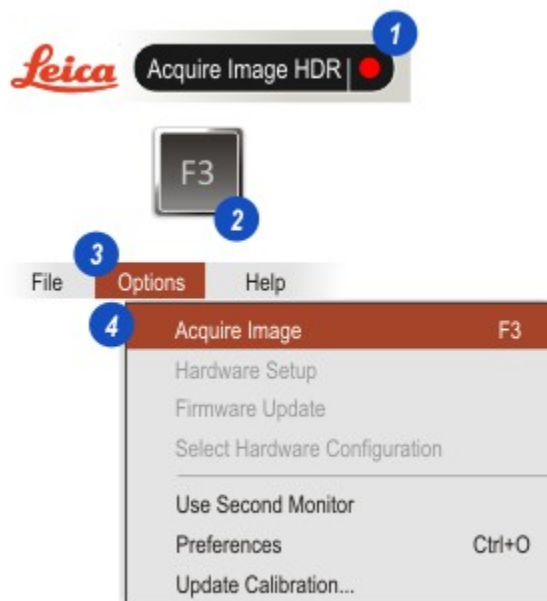 1
Leica Acquire Image HDR |
F3
2
3
File Options Help
4
Acquire Image F3
Hardware Setup
Firmware Update
Select Hardware Configuration
Use Second Monitor
Preferences Ctrl+O
Update Calibration...